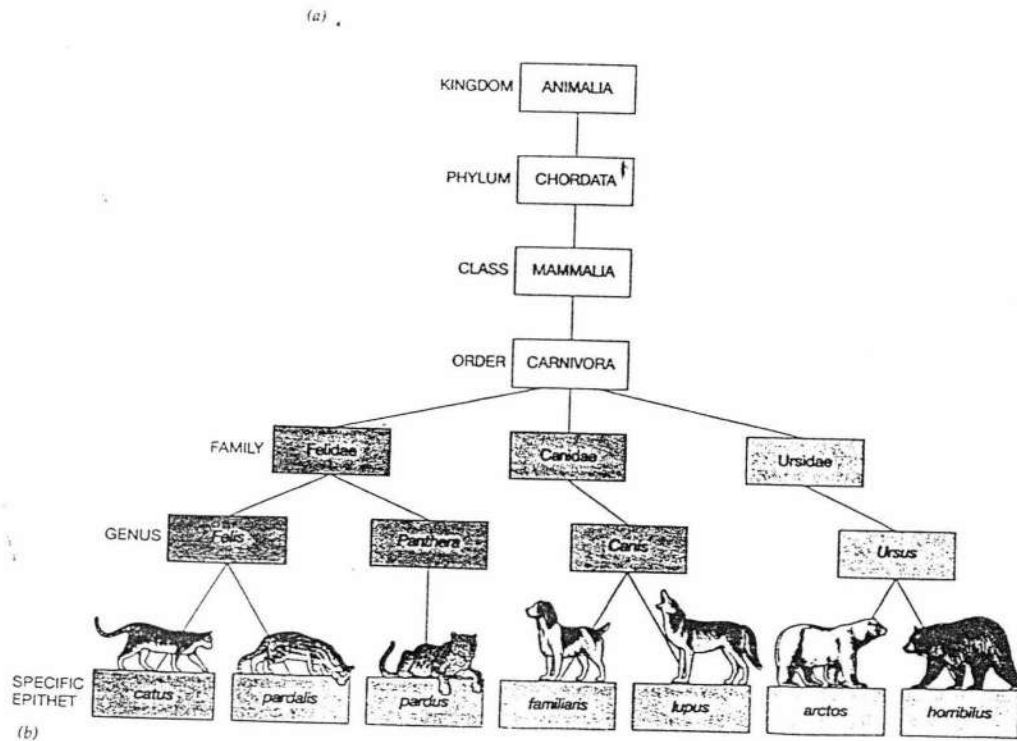 (a)
KINGDOM ANIMALIA
PHYLUM CHORDATA
CLASS MAMMALIA
ORDER CARNIVORA
FAMILY Felidae Canidae Ursidae
GENUS Felis Panthera Canis Ursus
SPECIFIC
EPITHET catus pardalis pardus familiaris lupus arctos horribilus
(b)